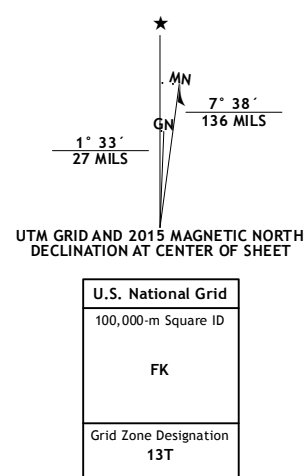 ★
MN
7° 38´
136 MILS
GN
1° 33´
27 MILS
UTM GRID AND 2015 MAGNETIC NORTH
DECLINATION AT CENTER OF SHEET
U.S. National Grid
100,000-m Square ID
FK
Grid Zone Designation
13T